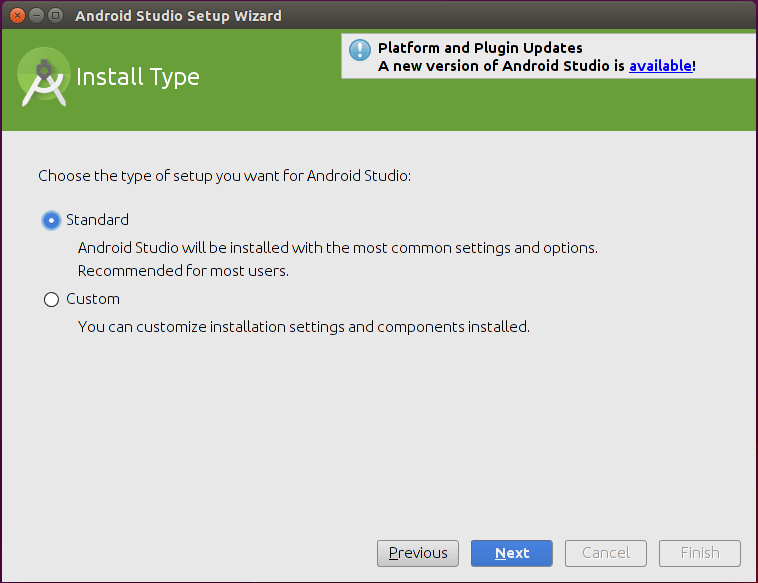 Android Studio Setup Wizard
Install Type
Platform and Plugin Updates
A new version of Android Studio is available!
Choose the type of setup you want for Android Studio:
Standard
Android Studio will be installed with the most common settings and options.
Recommended for most users.
Custom
You can customize installation settings and components installed.
Previous
Next
Cancel
Finish